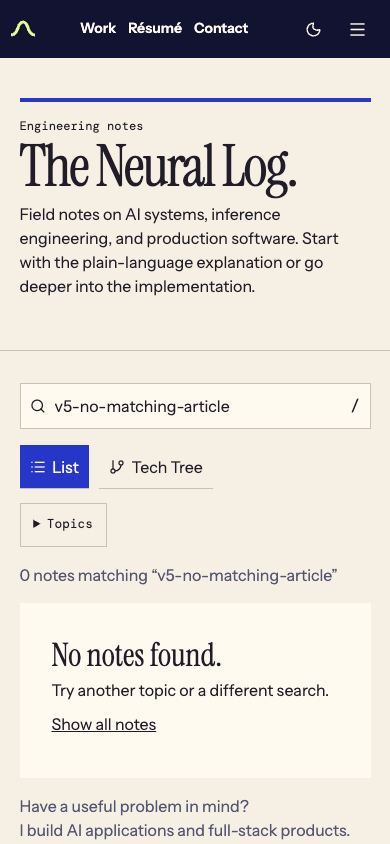 Work Résumé Contact
Engineering notes
The Neural Log.
Field notes on AI systems, inference
engineering, and production software. Start
with the plain-language explanation or go
deeper into the implementation.
v5-no-matching-article /
List Tech Tree
Topics
0 notes matching “v5-no-matching-article”
No notes found.
Try another topic or a different search.
Show all notes
Have a useful problem in mind?
I build AI applications and full-stack products.